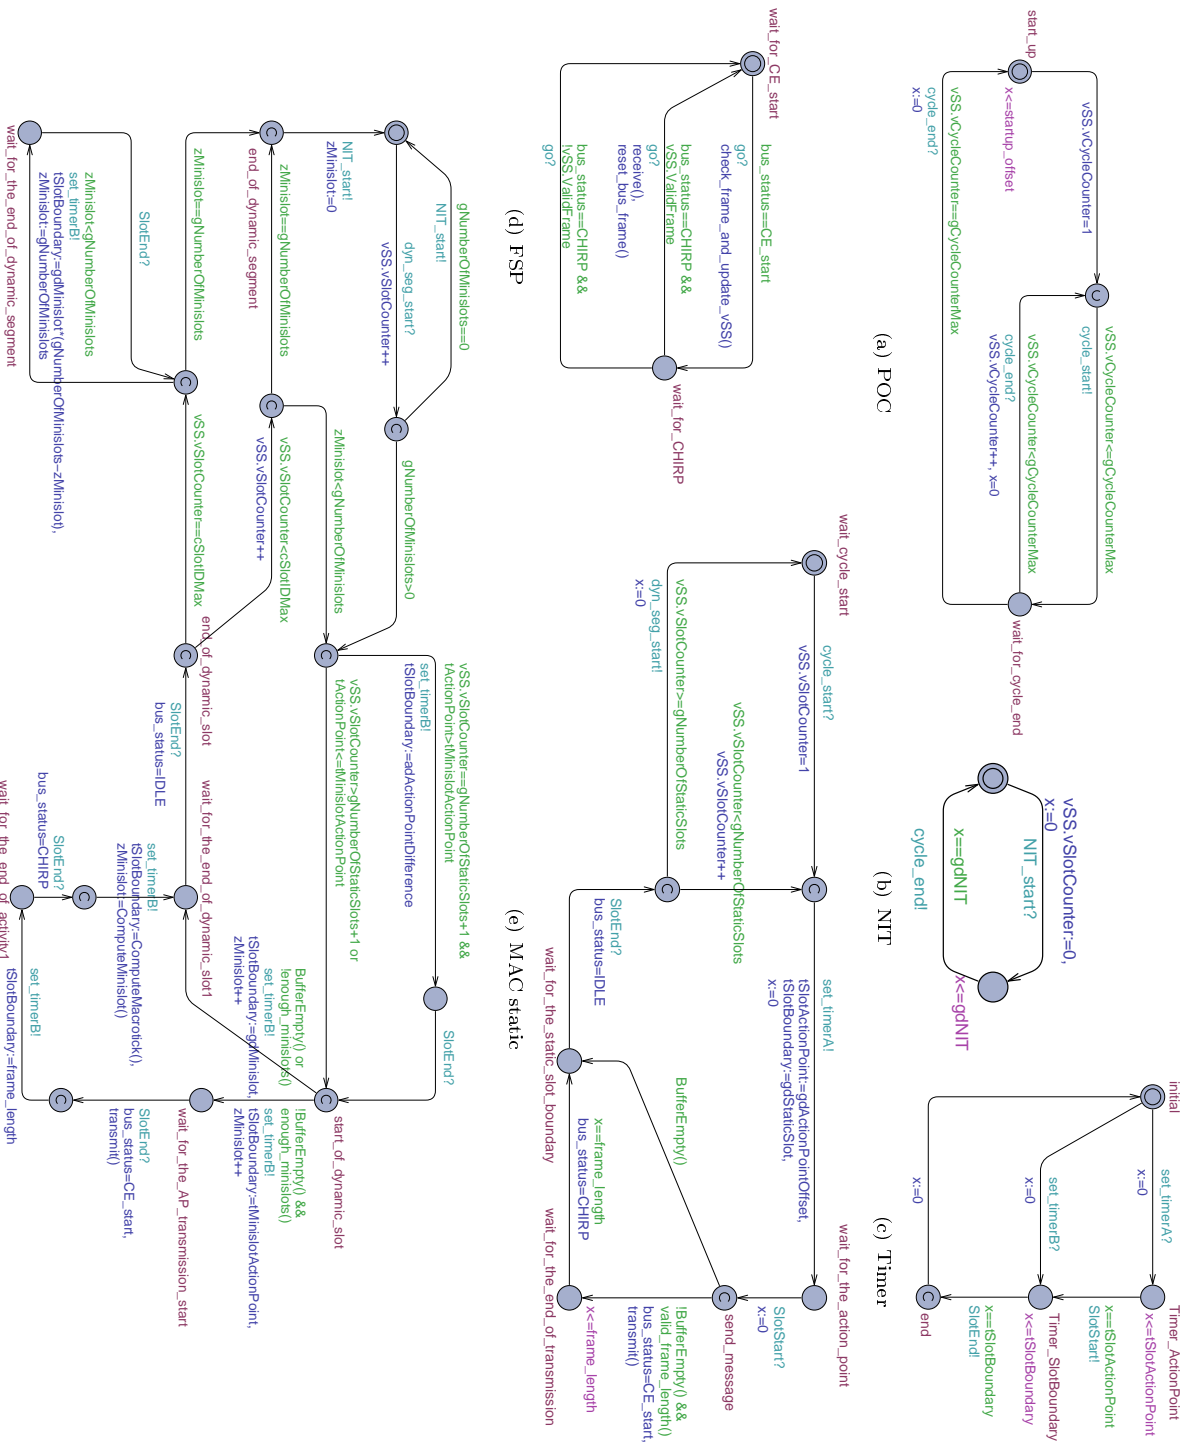 start_up
x<=startup_offset
vSS.vCycleCounter=1
vSS.vCycleCounter<=gCycleCounterMax
cycle_start!
vSS.vCycleCounter<gCycleCounterMax
cycle_end?
vSS.vCycleCounter++, x=0
vSS.vCycleCounter==gCycleCounterMax
cycle_end?
x:=0
wait_for_cycle_end
(a) POC
vSS.vSlotCounter:=0,
x:=0
NIT_start?
x==gdNIT
cycle_end!
x<=gdNIT
(b) NIT
initial
set_timerA?
x:=0
set_timerB?
x:=0
x:=0
Timer_ActionPoint
x<=tSlotActionPoint
x==tSlotActionPoint
SlotStart!
Timer_SlotBoundary
x<=tSlotBoundary
x==tSlotBoundary
SlotEnd!
end
(c) Timer
wait_for_CE_start
bus_status==CE_start
go?
check_frame_and_update_vSS()
bus_status==CHIRP &&
vSS.ValidFrame
go?
receive(),
reset_bus_frame()
bus_status==CHIRP &&
!vSS.ValidFrame
go?
wait_for_CHIRP
(d) FSP
wait_cycle_start
cycle_start?
vSS.vSlotCounter=1
vSS.vSlotCounter<gNumberOfStaticSlots
vSS.vSlotCounter++
vSS.vSlotCounter>=gNumberOfStaticSlots
dyn_seg_start!
x:=0
set_timerA!
tSlotActionPoint:=gdActionPointOffset,
tSlotBoundary:=gdStaticSlot,
x:=0
wait_for_the_action_point
SlotStart?
x:=0
send_message
BufferEmpty()
!BufferEmpty() &&
valid_frame_length()
bus_status=CE_start,
transmit()
x<=frame_length
wait_for_the_end_of_transmission
x==frame_length
bus_status=CHIRP
SlotEnd?
bus_status=IDLE
wait_for_the_static_slot_boundary
(e) MAC static
gNumberOfMinislots==0
NIT_start!
dyn_seg_start?
vSS.vSlotCounter++
NIT_start!
zMinislot:=0
gNumberOfMinislots>0
zMinislot==gNumberOfMinislots
end_of_dynamic_segment
zMinislot<gNumberOfMinislots
vSS.vSlotCounter<cSlotIDMax
vSS.vSlotCounter++
zMinislot==gNumberOfMinislots
vSS.vSlotCounter==cSlotIDMax
SlotEnd?
zMinislot<gNumberOfMinislots
set_timerB!
tSlotBoundary:=gdMinislot*(gNumberOfMinislots-zMinislot),
zMinislot:=gNumberOfMinislots
wait_for_the_end_of_dynamic_segment
vSS.vSlotCounter==gNumberOfStaticSlots+1 &&
tActionPoint>tMinislotActionPoint
set_timerB!
tSlotBoundary:=adActionPointDifference
SlotEnd?
vSS.vSlotCounter>gNumberOfStaticSlots+1 or
tActionPoint<=tMinislotActionPoint
start_of_dynamic_slot
!BufferEmpty() &&
enough_minislots()
set_timerB!
tSlotBoundary:=tMinislotActionPoint,
zMinislot++
BufferEmpty() or
!enough_minislots()
set_timerB!
tSlotBoundary:=gdMinislot,
zMinislot++
end_of_dynamic_slot
SlotEnd?
bus_status=IDLE
wait_for_the_end_of_dynamic_slot1
wait_for_the_AP_transmission_start
SlotEnd?
bus_status=CE_start,
transmit()
set_timerB!
tSlotBoundary:=ComputeMacrotick(),
zMinislot:=ComputeMinislot()
SlotEnd?
bus_status=CHIRP
set_timerB!
tSlotBoundary:=frame_length
wait_for_the_end_of_activity1
C
C
C
C
C
C
C
C
C
C
C
C
C